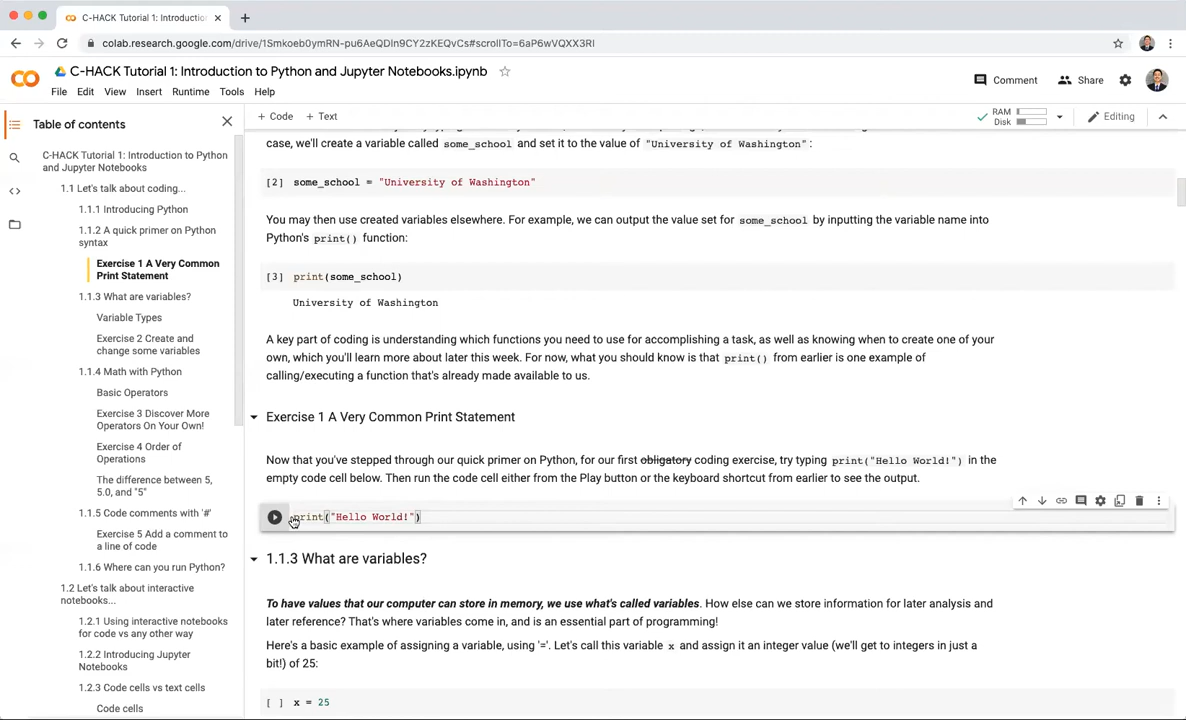 C-HACK Tutorial 1: Introduction
colab.research.google.com/drive/1Smkoeb0ymRN-pu6AeQDIn9CY2zKEQvCs#scrollTo=6aP6wVQXX3RI
C-HACK Tutorial 1: Introduction to Python and Jupyter Notebooks.ipynb
Comment
Share
File Edit View Insert Runtime Tools Help
Table of contents
+ Code + Text
RAM
Disk
Editing
C-HACK Tutorial 1: Introduction to Python
and Jupyter Notebooks
1.1 Let's talk about coding...
1.1.1 Introducing Python
1.1.2 A quick primer on Python
syntax
Exercise 1 A Very Common
Print Statement
1.1.3 What are variables?
Variable Types
Exercise 2 Create and
change some variables
1.1.4 Math with Python
Basic Operators
Exercise 3 Discover More
Operators On Your Own!
Exercise 4 Order of
Operations
The difference between 5,
5.0, and "5"
1.1.5 Code comments with '#'
Exercise 5 Add a comment to
a line of code
1.1.6 Where can you run Python?
1.2 Let's talk about interactive
notebooks...
1.2.1 Using interactive notebooks
for code vs any other way
1.2.2 Introducing Jupyter
Notebooks
1.2.3 Code cells vs text cells
Code cells
case, we'll create a variable called some_school and set it to the value of "University of Washington":
[2] some_school = "University of Washington"
You may then use created variables elsewhere. For example, we can output the value set for some_school by inputting the variable name into
Python's print() function:
[3] print(some_school)
University of Washington
A key part of coding is understanding which functions you need to use for accomplishing a task, as well as knowing when to create one of your
own, which you'll learn more about later this week. For now, what you should know is that print() from earlier is one example of
calling/executing a function that's already made available to us.
Exercise 1 A Very Common Print Statement
Now that you've stepped through our quick primer on Python, for our first obligatory coding exercise, try typing print("Hello World!") in the
empty code cell below. Then run the code cell either from the Play button or the keyboard shortcut from earlier to see the output.
print("Hello World!")
1.1.3 What are variables?
To have values that our computer can store in memory, we use what's called variables. How else can we store information for later analysis and
later reference? That's where variables come in, and is an essential part of programming!
Here's a basic example of assigning a variable, using '='. Let's call this variable x and assign it an integer value (we'll get to integers in just a
bit!) of 25:
[ ] x = 25